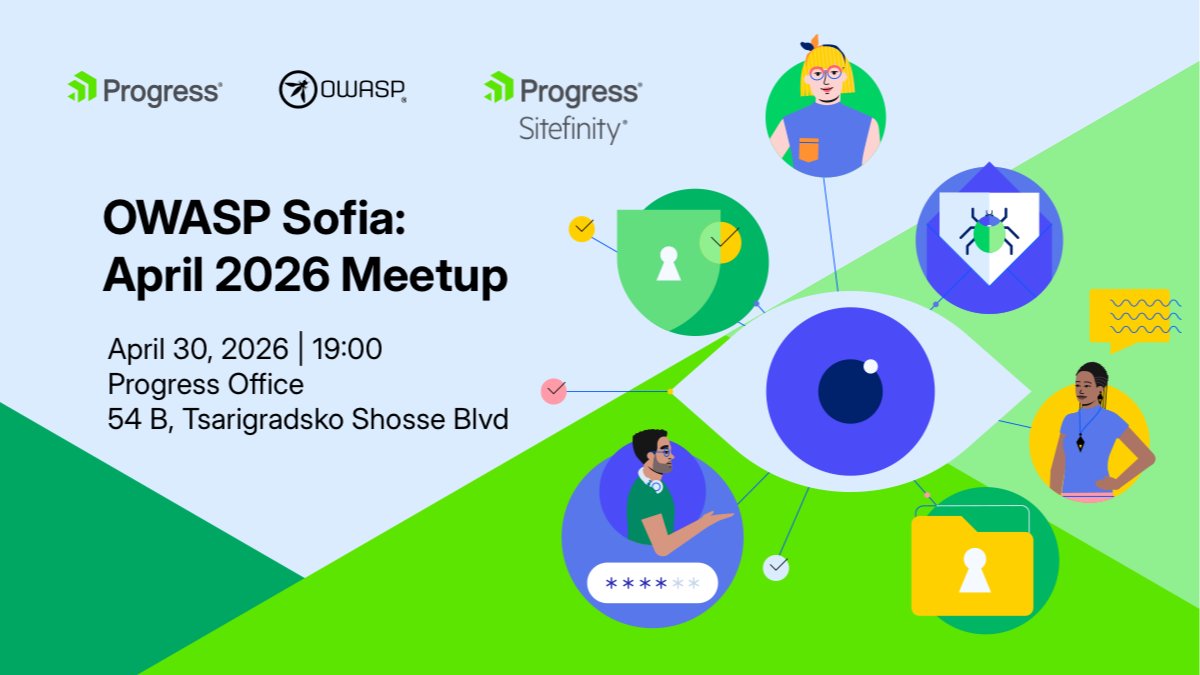 Progress®
OWASP®
Progress®
Sitefinity®
OWASP Sofia:
April 2026 Meetup
April 30, 2026 | 19:00
Progress Office
54 B, Tsarigradsko Shosse Blvd
******